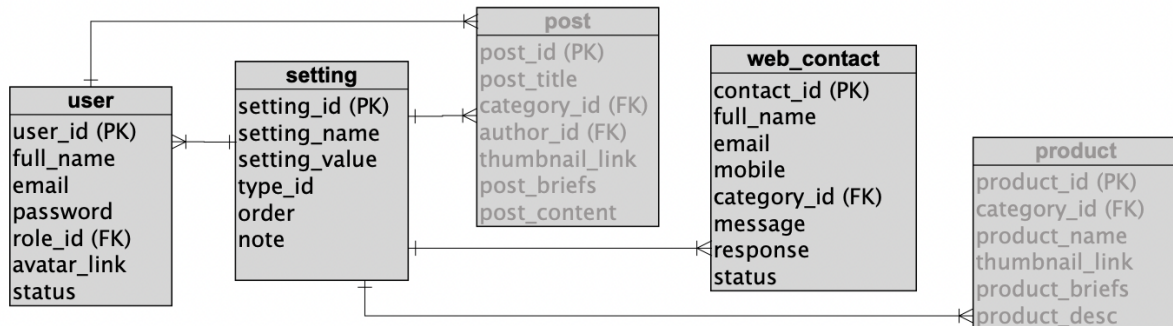 user
user_id (PK)
full_name
email
password
role_id (FK)
avatar_link
status
setting
setting_id (PK)
setting_name
setting_value
type_id
order
note
post
post_id (PK)
post_title
category_id (FK)
author_id (FK)
thumbnail_link
post_briefs
post_content
web_contact
contact_id (PK)
full_name
email
mobile
category_id (FK)
message
response
status
product
product_id (PK)
category_id (FK)
product_name
thumbnail_link
product_briefs
product_desc